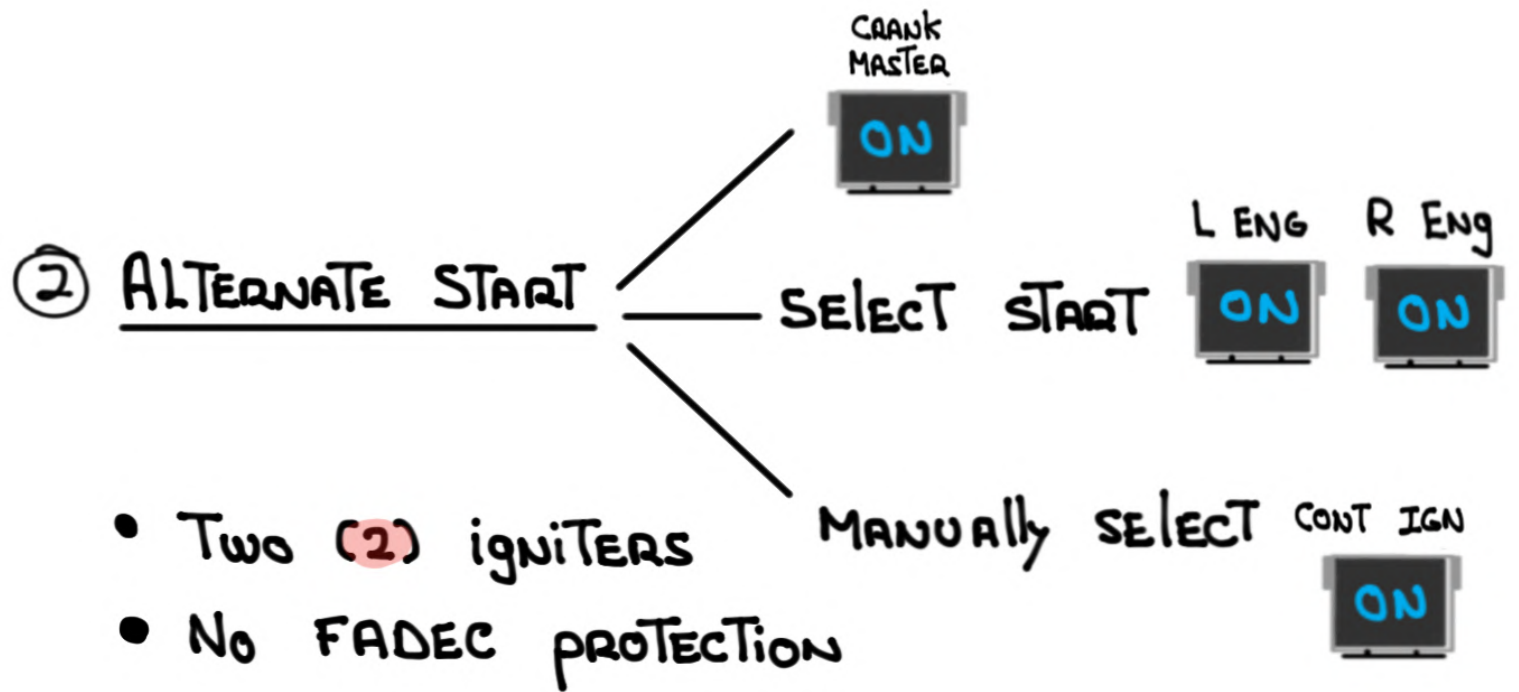 CRANK
MASTER
ON
L ENG R ENg
② ALTERNATE START
SElECT START ON ON
• Two (2) igniTERS
MANUAlly SElECT CONT IGN
ON
• No FADEC pROTECTiON